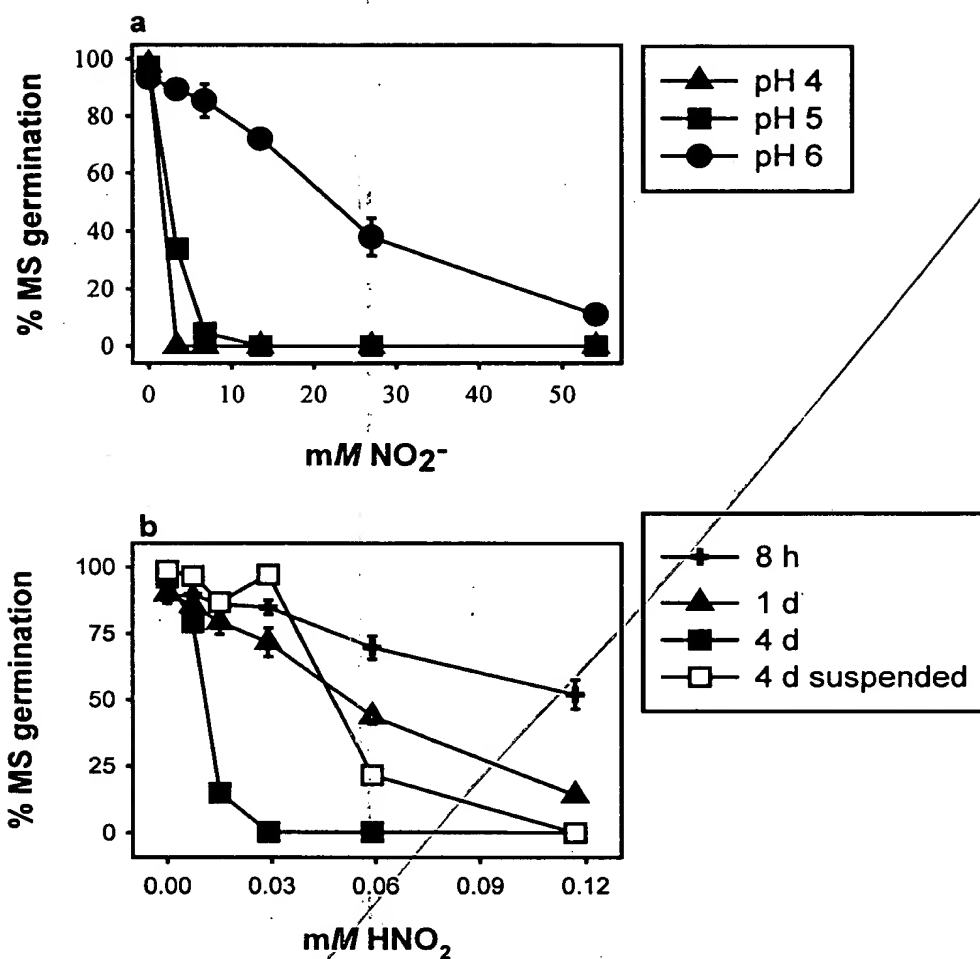 a
% MS germination
100
80
60
40
20
0
0 10 20 30 40 50
mM NO2-
pH 4
pH 5
pH 6
b
% MS germination
100
75
50
25
0
0.00 0.03 0.06 0.09 0.12
mM HNO2
8 h
1 d
4 d
4 d suspended